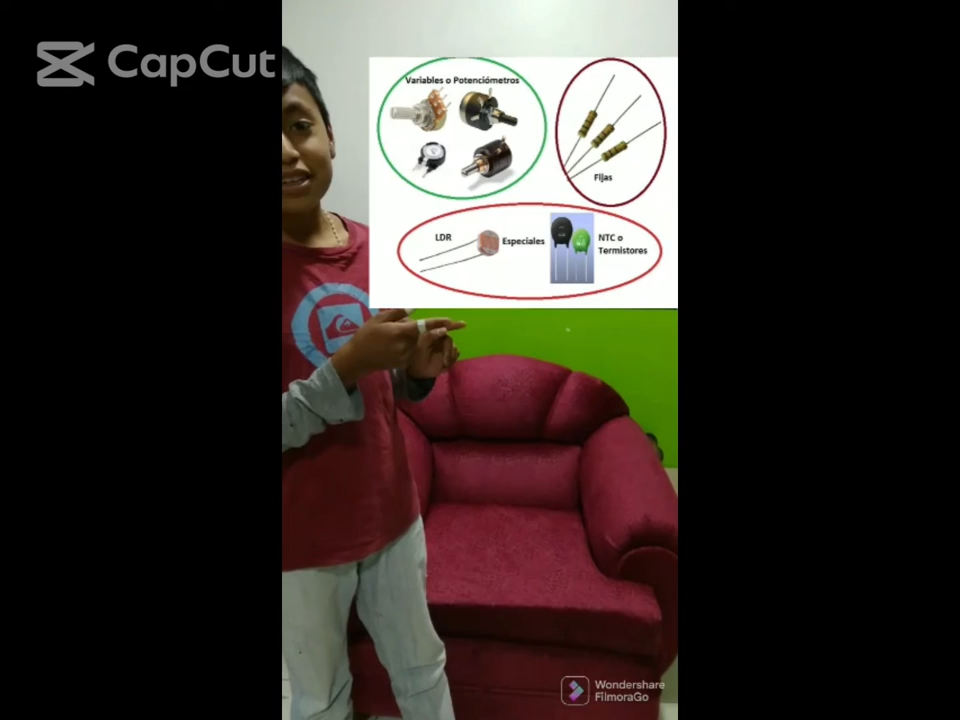 CapCut
Variables o Potenciómetros
Fijas
LDR
Especiales
NTC o
Termistores
Wondershare
FilmoraGo